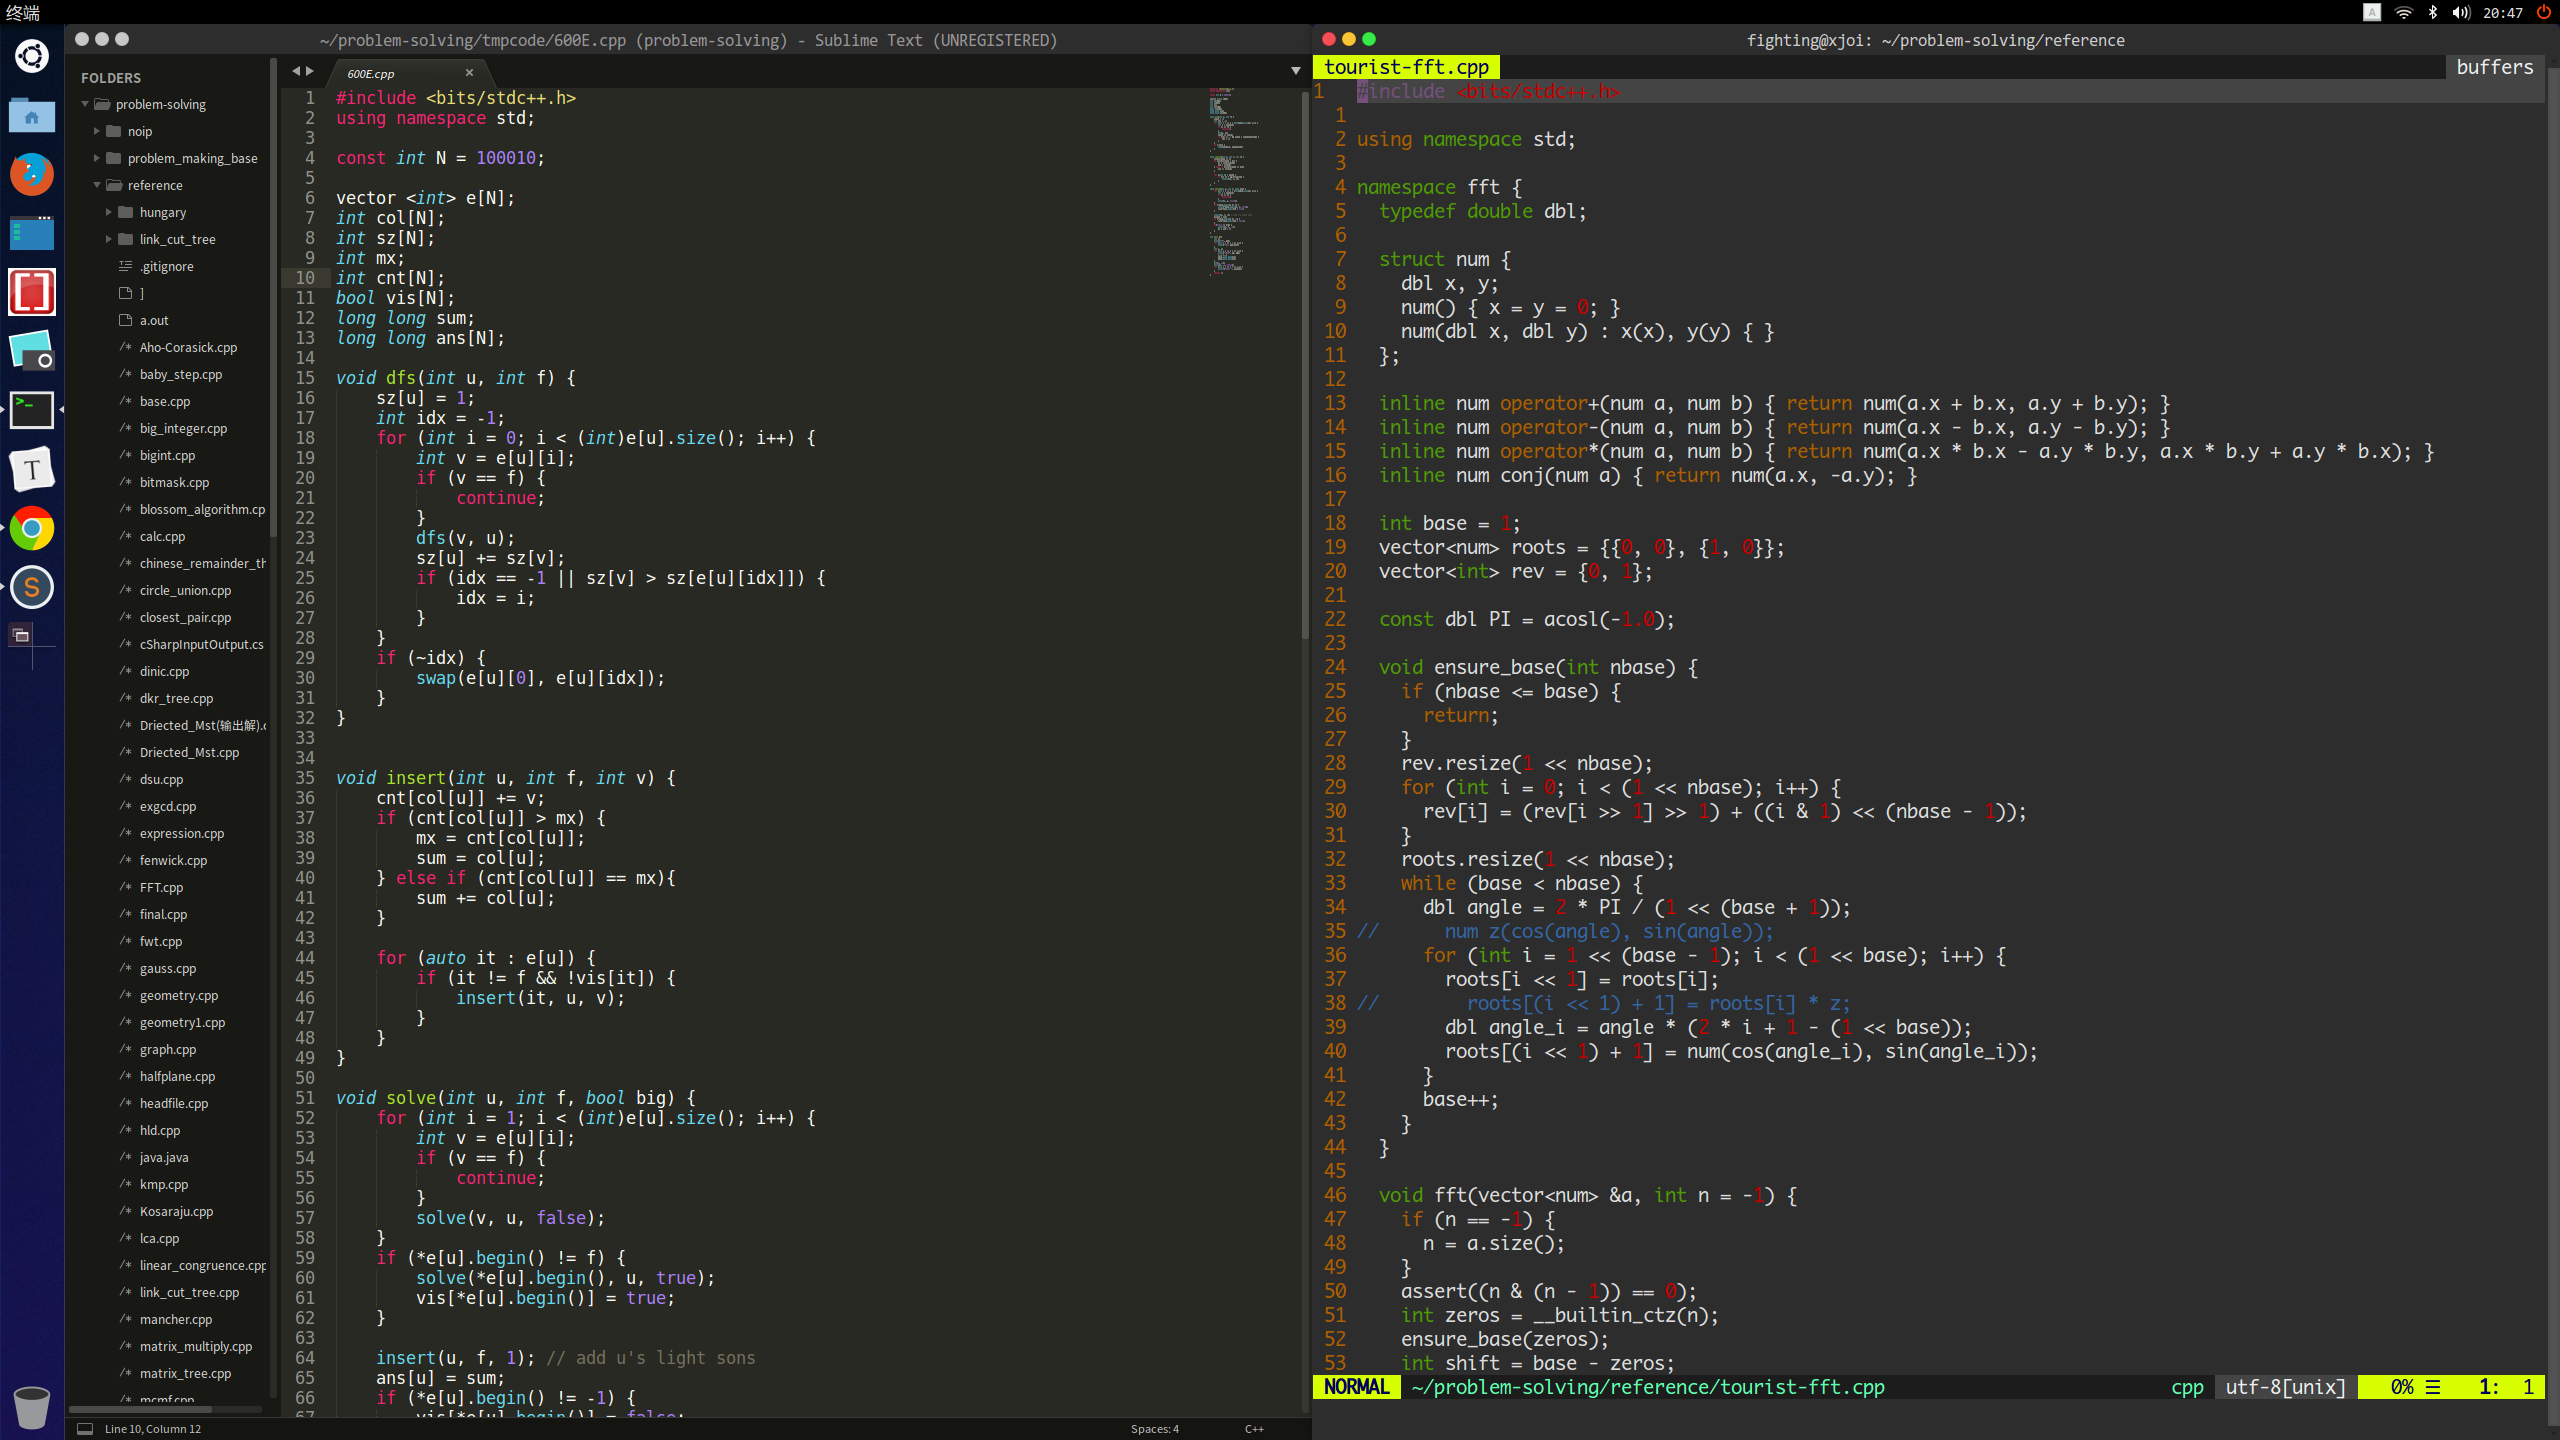 终端
20:47
~/problem-solving/tmpcode/600E.cpp (problem-solving) - Sublime Text (UNREGISTERED)
FOLDERS
problem-solving
noip
problem_making_base
reference
hungary
link_cut_tree
.gitignore
]
a.out
/* Aho-Corasick.cpp
/* baby_step.cpp
/* base.cpp
/* big_integer.cpp
/* bigint.cpp
/* bitmask.cpp
/* blossom_algorithm.cp
/* calc.cpp
/* chinese_remainder_th
/* circle_union.cpp
/* closest_pair.cpp
/* cSharpInputOutput.cs
/* dinic.cpp
/* dkr_tree.cpp
/* Driected_Mst(输出解).c
/* Driected_Mst.cpp
/* dsu.cpp
/* exgcd.cpp
/* expression.cpp
/* fenwick.cpp
/* FFT.cpp
/* final.cpp
/* fwt.cpp
/* gauss.cpp
/* geometry.cpp
/* geometry1.cpp
/* graph.cpp
/* halfplane.cpp
/* headfile.cpp
/* hld.cpp
/* java.java
/* kmp.cpp
/* Kosaraju.cpp
/* lca.cpp
/* linear_congruence.cpp
/* link_cut_tree.cpp
/* mancher.cpp
/* matrix_multiply.cpp
/* matrix_tree.cpp
/* mcmf.cpp
600E.cpp ×
1 #include <bits/stdc++.h>
2 using namespace std;
3
4 const int N = 100010;
5
6 vector <int> e[N];
7 int col[N];
8 int sz[N];
9 int mx;
10 int cnt[N];
11 bool vis[N];
12 long long sum;
13 long long ans[N];
14
15 void dfs(int u, int f) {
16     sz[u] = 1;
17     int idx = -1;
18     for (int i = 0; i < (int)e[u].size(); i++) {
19         int v = e[u][i];
20         if (v == f) {
21             continue;
22         }
23         dfs(v, u);
24         sz[u] += sz[v];
25         if (idx == -1 || sz[v] > sz[e[u][idx]]) {
26             idx = i;
27         }
28     }
29     if (~idx) {
30         swap(e[u][0], e[u][idx]);
31     }
32 }
33
34
35 void insert(int u, int f, int v) {
36     cnt[col[u]] += v;
37     if (cnt[col[u]] > mx) {
38         mx = cnt[col[u]];
39         sum = col[u];
40     } else if (cnt[col[u]] == mx){
41         sum += col[u];
42     }
43
44     for (auto it : e[u]) {
45         if (it != f && !vis[it]) {
46             insert(it, u, v);
47         }
48     }
49 }
50
51 void solve(int u, int f, bool big) {
52     for (int i = 1; i < (int)e[u].size(); i++) {
53         int v = e[u][i];
54         if (v == f) {
55             continue;
56         }
57         solve(v, u, false);
58     }
59     if (*e[u].begin() != f) {
60         solve(*e[u].begin(), u, true);
61         vis[*e[u].begin()] = true;
62     }
63
64     insert(u, f, 1); // add u's light sons
65     ans[u] = sum;
66     if (*e[u].begin() != -1) {
67         vis[*e[u].begin()] = false;
Line 10, Column 12
Spaces: 4
C++
fighting@xjoi: ~/problem-solving/reference
tourist-fft.cpp
buffers
1 #include <bits/stdc++.h>
1
2 using namespace std;
3
4 namespace fft {
5   typedef double dbl;
6
7   struct num {
8     dbl x, y;
9     num() { x = y = 0; }
10     num(dbl x, dbl y) : x(x), y(y) { }
11   };
12
13   inline num operator+(num a, num b) { return num(a.x + b.x, a.y + b.y); }
14   inline num operator-(num a, num b) { return num(a.x - b.x, a.y - b.y); }
15   inline num operator*(num a, num b) { return num(a.x * b.x - a.y * b.y, a.x * b.y + a.y * b.x); }
16   inline num conj(num a) { return num(a.x, -a.y); }
17
18   int base = 1;
19   vector<num> roots = {{0, 0}, {1, 0}};
20   vector<int> rev = {0, 1};
21
22   const dbl PI = acosl(-1.0);
23
24   void ensure_base(int nbase) {
25     if (nbase <= base) {
26       return;
27     }
28     rev.resize(1 << nbase);
29     for (int i = 0; i < (1 << nbase); i++) {
30       rev[i] = (rev[i >> 1] >> 1) + ((i & 1) << (nbase - 1));
31     }
32     roots.resize(1 << nbase);
33     while (base < nbase) {
34       dbl angle = 2 * PI / (1 << (base + 1));
35 //      num z(cos(angle), sin(angle));
36       for (int i = 1 << (base - 1); i < (1 << base); i++) {
37         roots[i << 1] = roots[i];
38 //        roots[(i << 1) + 1] = roots[i] * z;
39         dbl angle_i = angle * (2 * i + 1 - (1 << base));
40         roots[(i << 1) + 1] = num(cos(angle_i), sin(angle_i));
41       }
42       base++;
43     }
44   }
45
46   void fft(vector<num> &a, int n = -1) {
47     if (n == -1) {
48       n = a.size();
49     }
50     assert((n & (n - 1)) == 0);
51     int zeros = __builtin_ctz(n);
52     ensure_base(zeros);
53     int shift = base - zeros;
NORMAL ~/problem-solving/reference/tourist-fft.cpp cpp utf-8[unix] 0% ☰ 1: 1